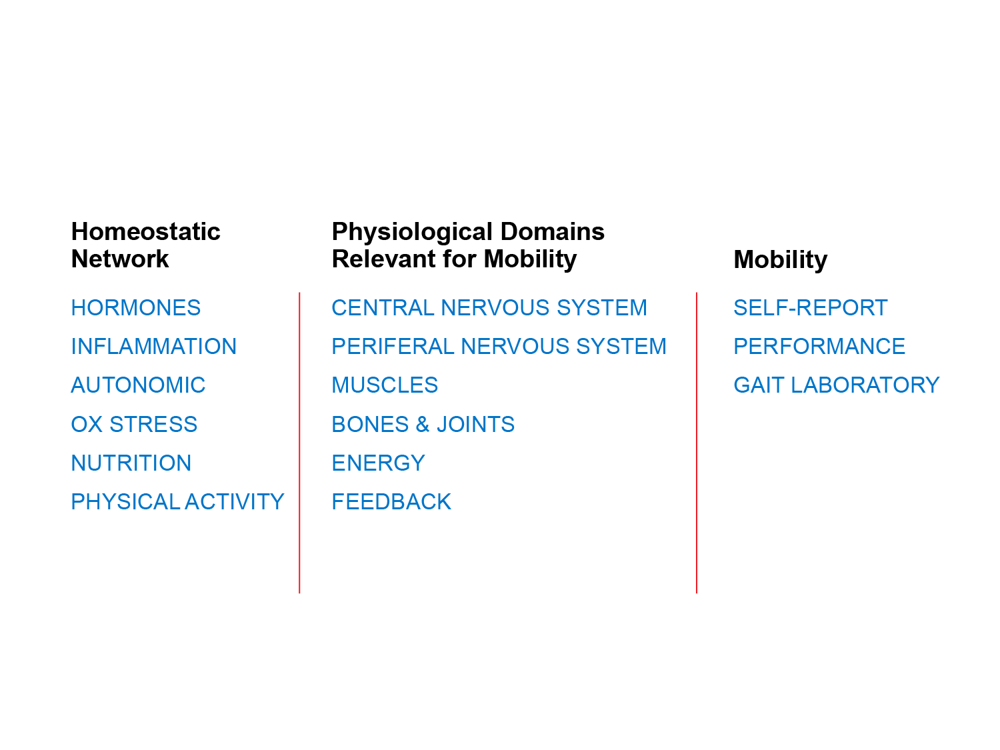 Homeostatic
Network
HORMONES
INFLAMMATION
AUTONOMIC
OX STRESS
NUTRITION
PHYSICAL ACTIVITY
Physiological Domains
Relevant for Mobility
CENTRAL NERVOUS SYSTEM
PERIFERAL NERVOUS SYSTEM
MUSCLES
BONES & JOINTS
ENERGY
FEEDBACK
Mobility
SELF-REPORT
PERFORMANCE
GAIT LABORATORY